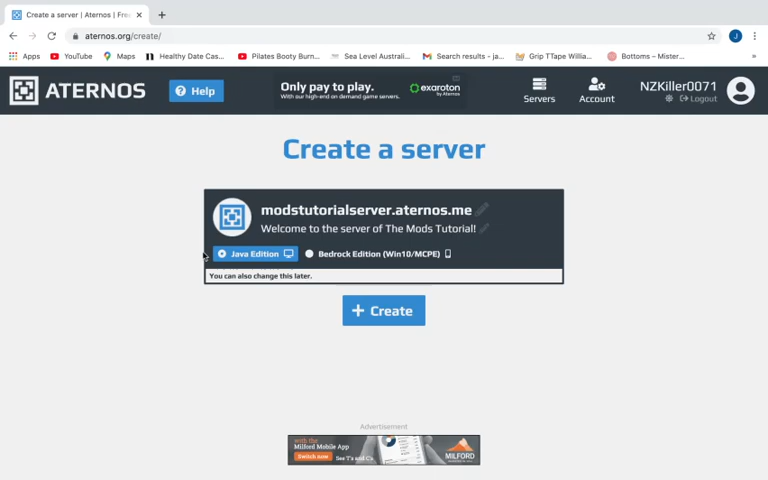 Create a server | Aternos | Fre
aternos.org/create/
Apps YouTube Maps Healthy Date Cas... Pilates Booty Burn... Sea Level Australi... Search results - ja... Grip TTape Willia... Bottoms – Mister...
ATERNOS
Help
Only pay to play.
With our high-end on demand game servers.
exaroton
by Aternos
Servers
Account
NZKiller0071
Logout
Create a server
modstutorialserver.aternos.me
Welcome to the server of The Mods Tutorial!
Java Edition
Bedrock Edition (Win10/MCPE)
You can also change this later.
+ Create
Advertisement
with the
Milford Mobile App
Switch now
See T's and C's
MILFORD